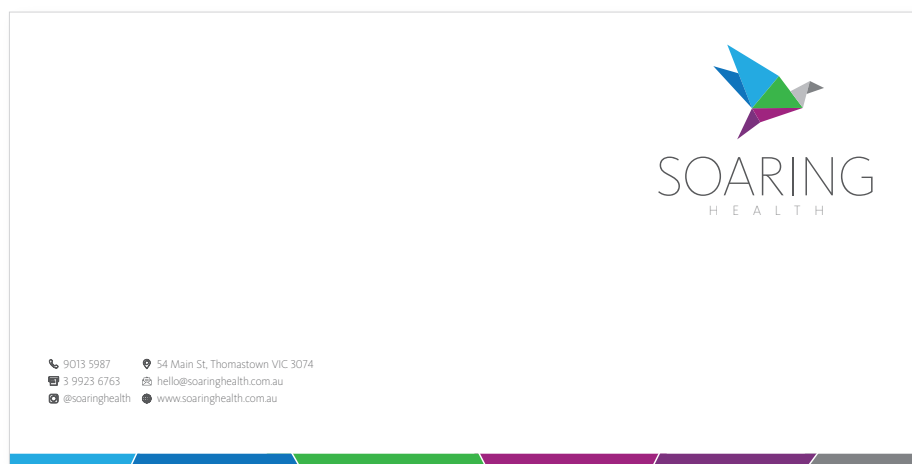 SOARING
HEALTH
9013 5987
54 Main St, Thomastown VIC 3074
3 9923 6763
hello@soaringhealth.com.au
@soaringhealth
www.soaringhealth.com.au